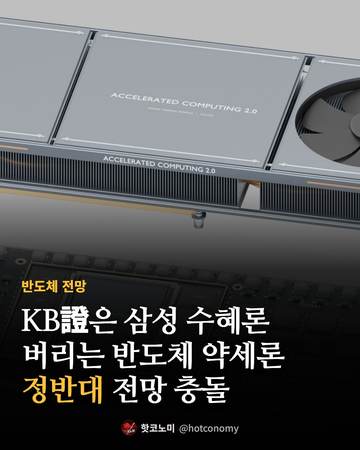 ACCELERATED COMPUTING 2.0
ACCELERATED COMPUTING 2.0
반도체 전망
KB證은 삼성 수혜론
버리는 반도체 약세론
정반대 전망 충돌
핫코노미 @hotconomy